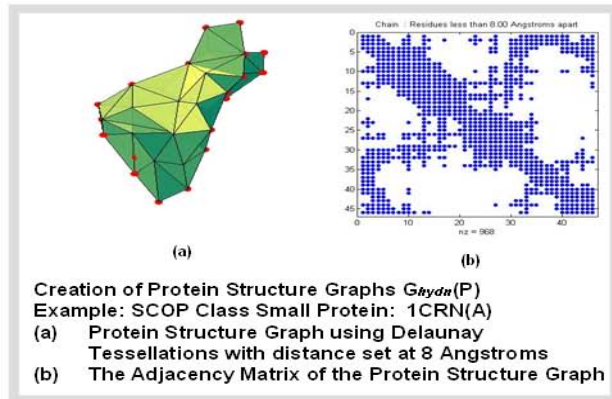 Chain : Residues less than 8.00 Angstroms apart
0
5
10
15
20
25
30
35
40
45
0
10
20
30
40
nz = 968
(a)
(b)
Creation of Protein Structure Graphs Ghydn(P)
Example: SCOP Class Small Protein: 1CRN(A)
(a) Protein Structure Graph using Delaunay
Tessellations with distance set at 8 Angstroms
(b) The Adjacency Matrix of the Protein Structure Graph